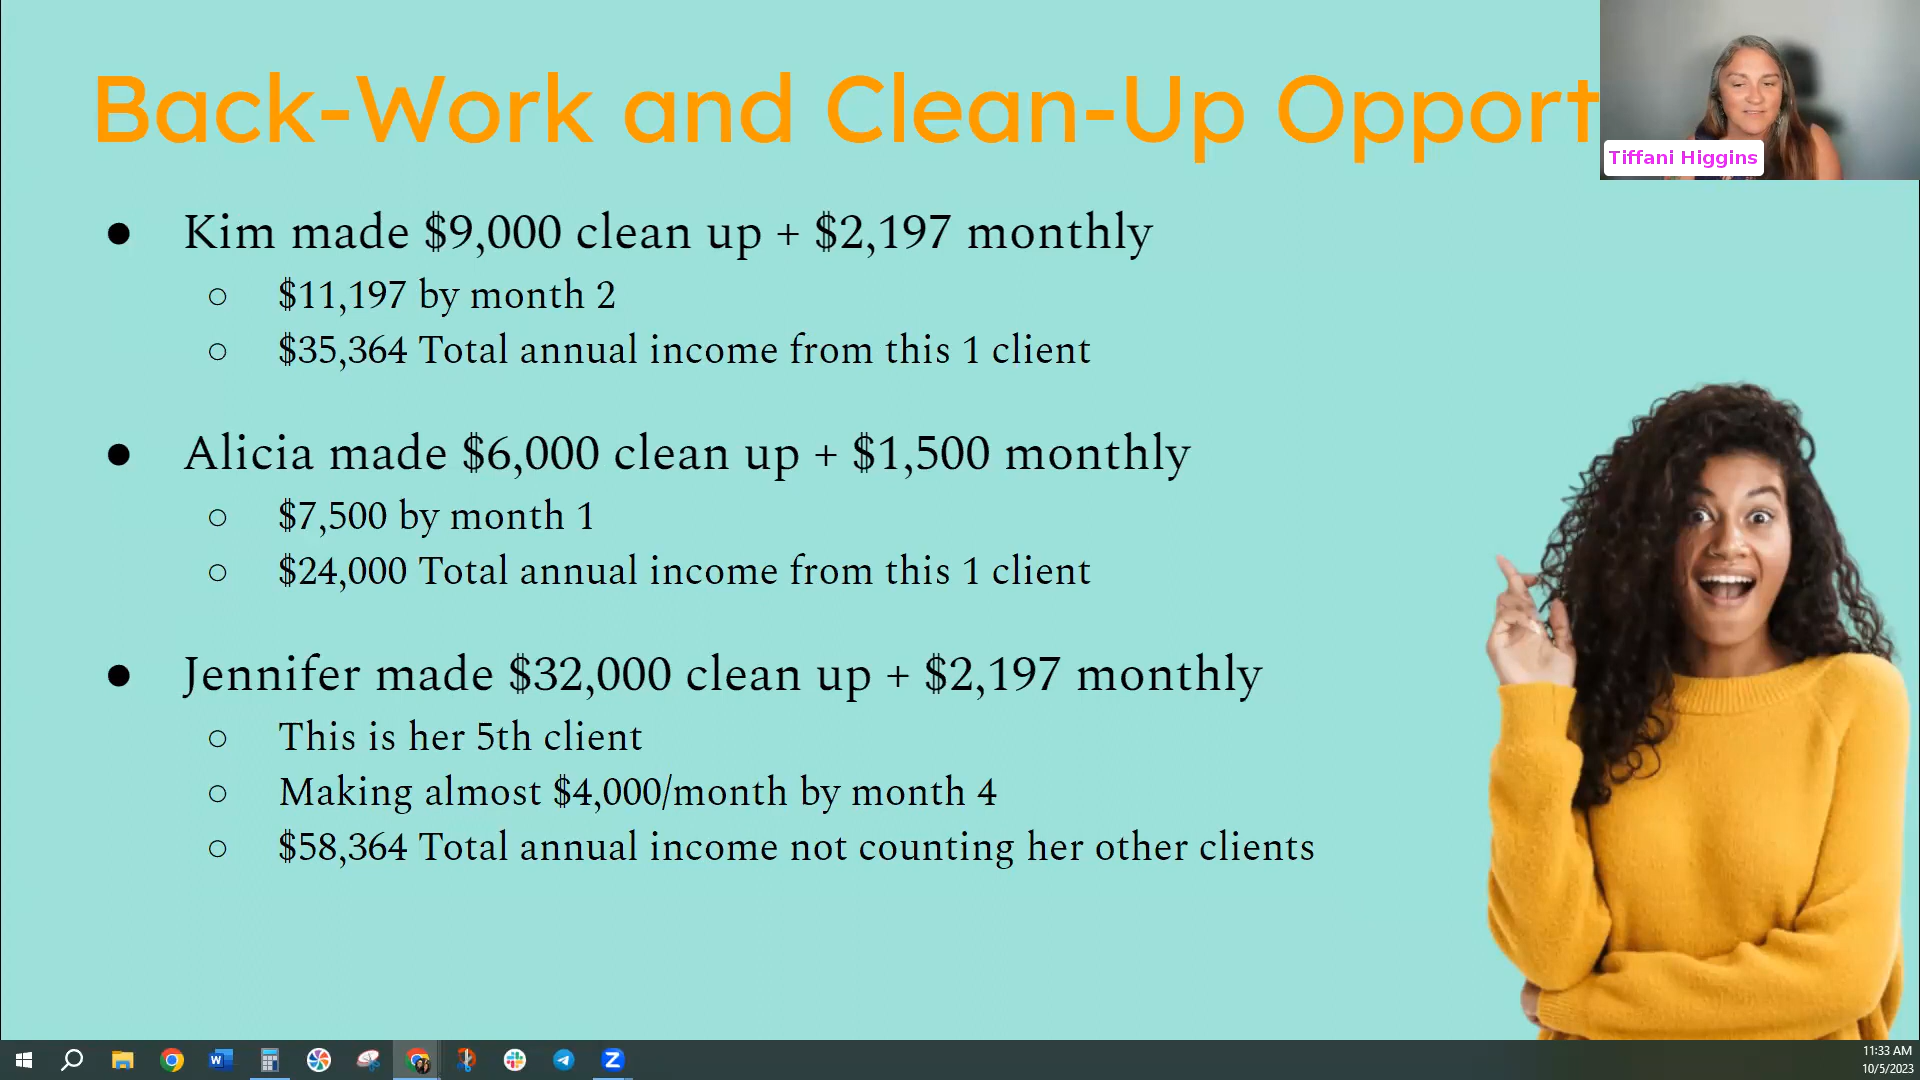 Back-Work and Clean-Up Opport
Tiffani Higgins
● Kim made $9,000 clean up + $2,197 monthly
○ $11,197 by month 2
○ $35,364 Total annual income from this 1 client
● Alicia made $6,000 clean up + $1,500 monthly
○ $7,500 by month 1
○ $24,000 Total annual income from this 1 client
● Jennifer made $32,000 clean up + $2,197 monthly
○ This is her 5th client
○ Making almost $4,000/month by month 4
○ $58,364 Total annual income not counting her other clients
11:33 AM
10/5/2023